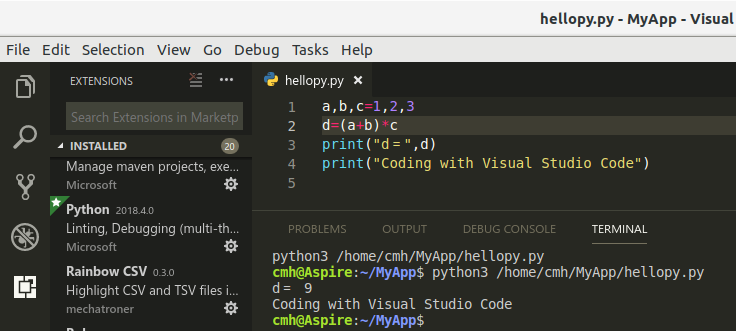 hellopy.py - MyApp - Visual
File Edit Selection View Go Debug Tasks Help
EXTENSIONS
Search Extensions in Marketp
INSTALLED 20
Manage maven projects, exe...
Microsoft
Python 2018.4.0
Linting, Debugging (multi-th...
Microsoft
Rainbow CSV 0.3.0
Highlight CSV and TSV files i...
mechatroner
hellopy.py ×
1 a,b,c=1,2,3
2 d=(a+b)*c
3 print("d = ",d)
4 print("Coding with Visual Studio Code")
5
PROBLEMS OUTPUT DEBUG CONSOLE TERMINAL
python3 /home/cmh/MyApp/hellopy.py
cmh@Aspire:~/MyApp$ python3 /home/cmh/MyApp/hellopy.py
d =  9
Coding with Visual Studio Code
cmh@Aspire:~/MyApp$